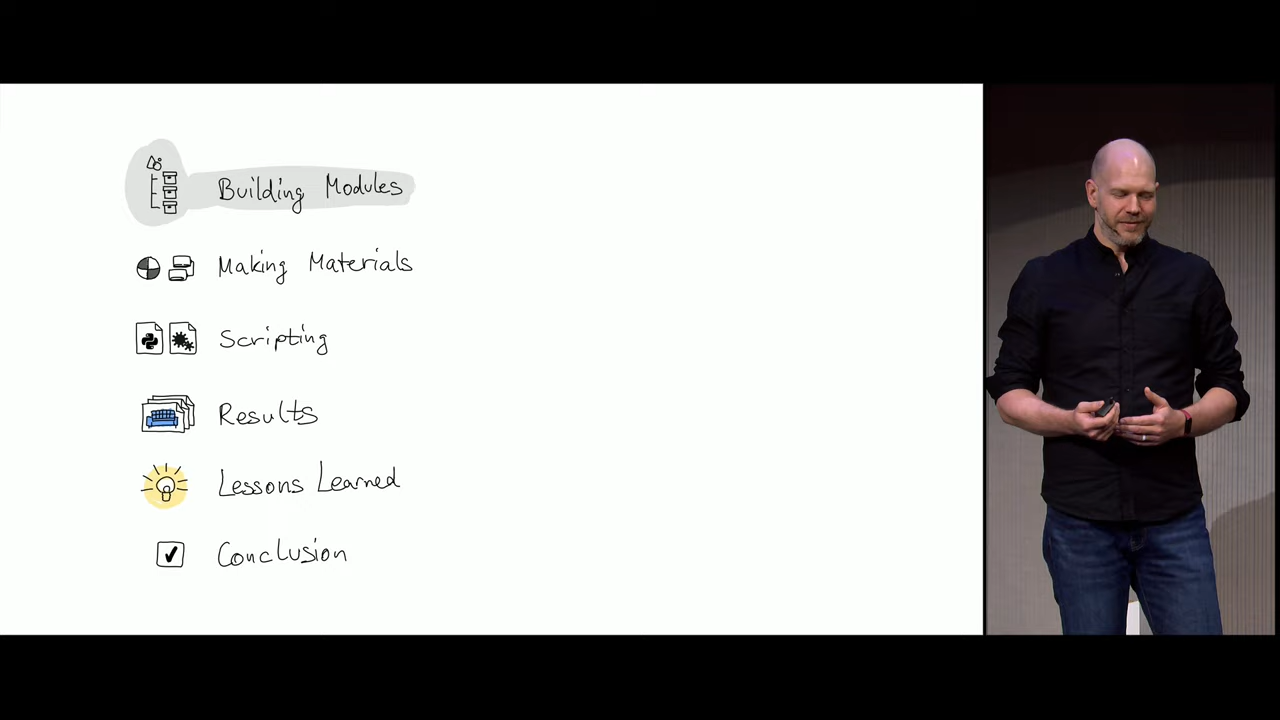 Building Modules
Making Materials
Scripting
Results
Lessons Learned
Conclusion